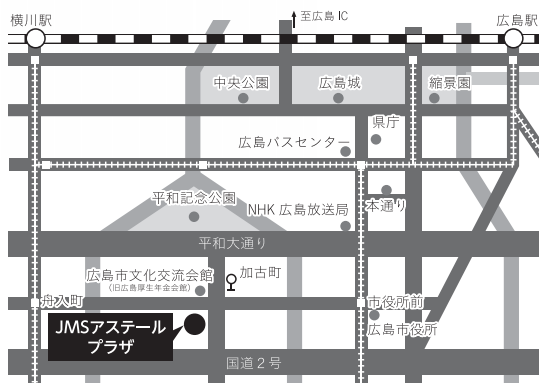 至広島 IC
横川駅
広島駅
中央公園
広島城
縮景園
県庁
広島バスセンター
平和記念公園
本通り
NHK 広島放送局
平和大通り
広島市文化交流会館
(旧広島厚生年金会館)
加古町
舟入町
市役所前
JMSアステール
プラザ
広島市役所
国道2号